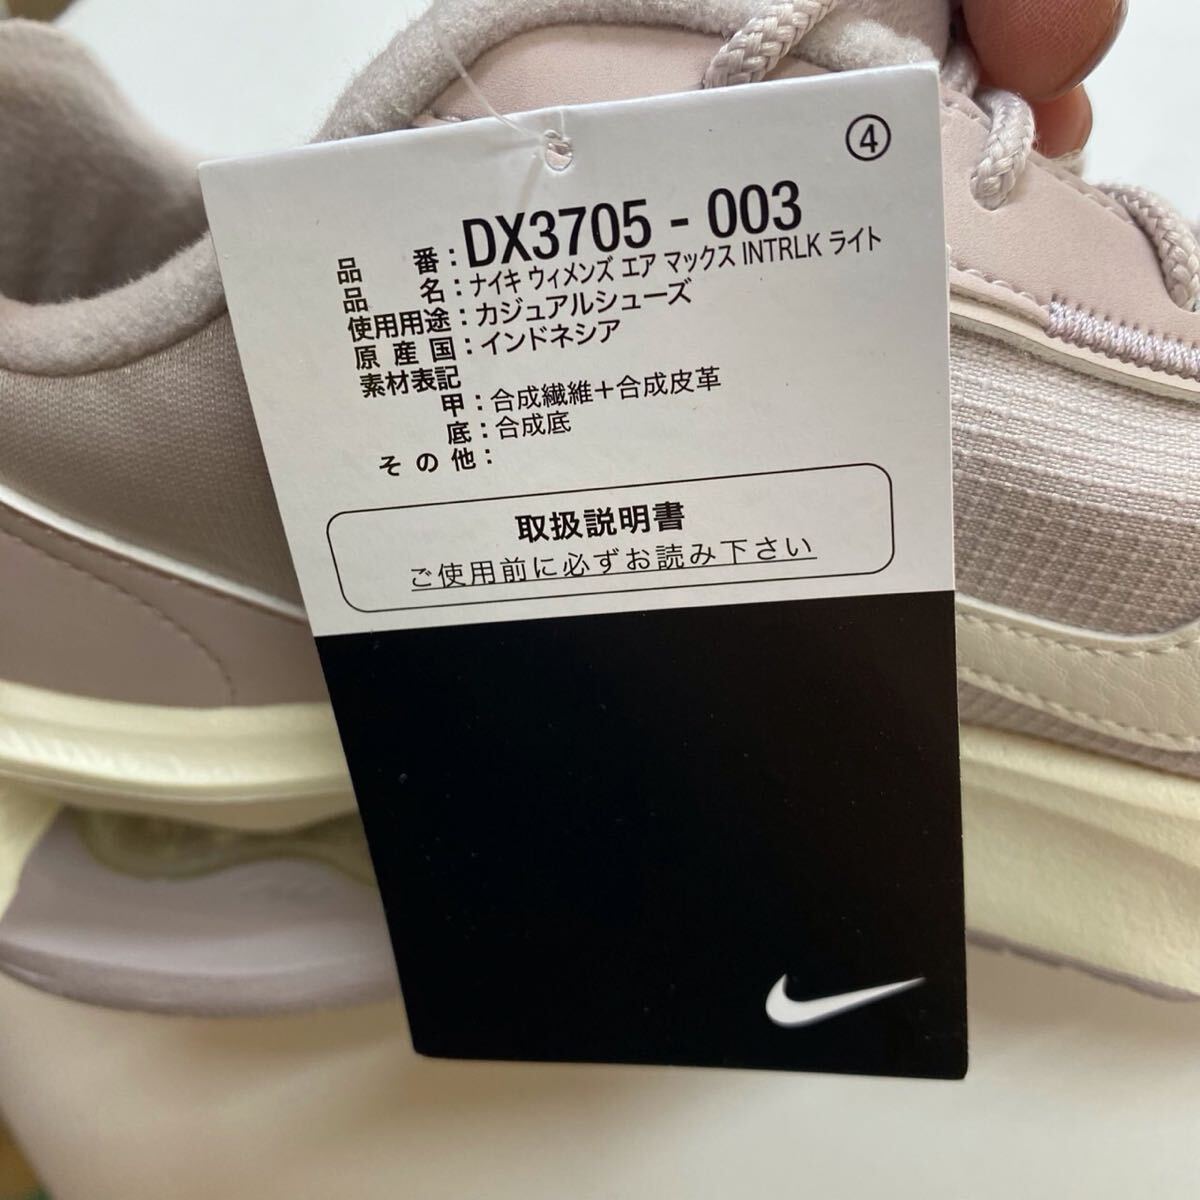 ④
品番：DX3705 - 003
品名：ナイキ ウィメンズ エア マックス INTRLK ライト
使用用途：カジュアルシューズ
原産国：インドネシア
素材表記
甲：合成繊維＋合成皮革
底：合成底
その他：
取扱説明書
ご使用前に必ずお読み下さい